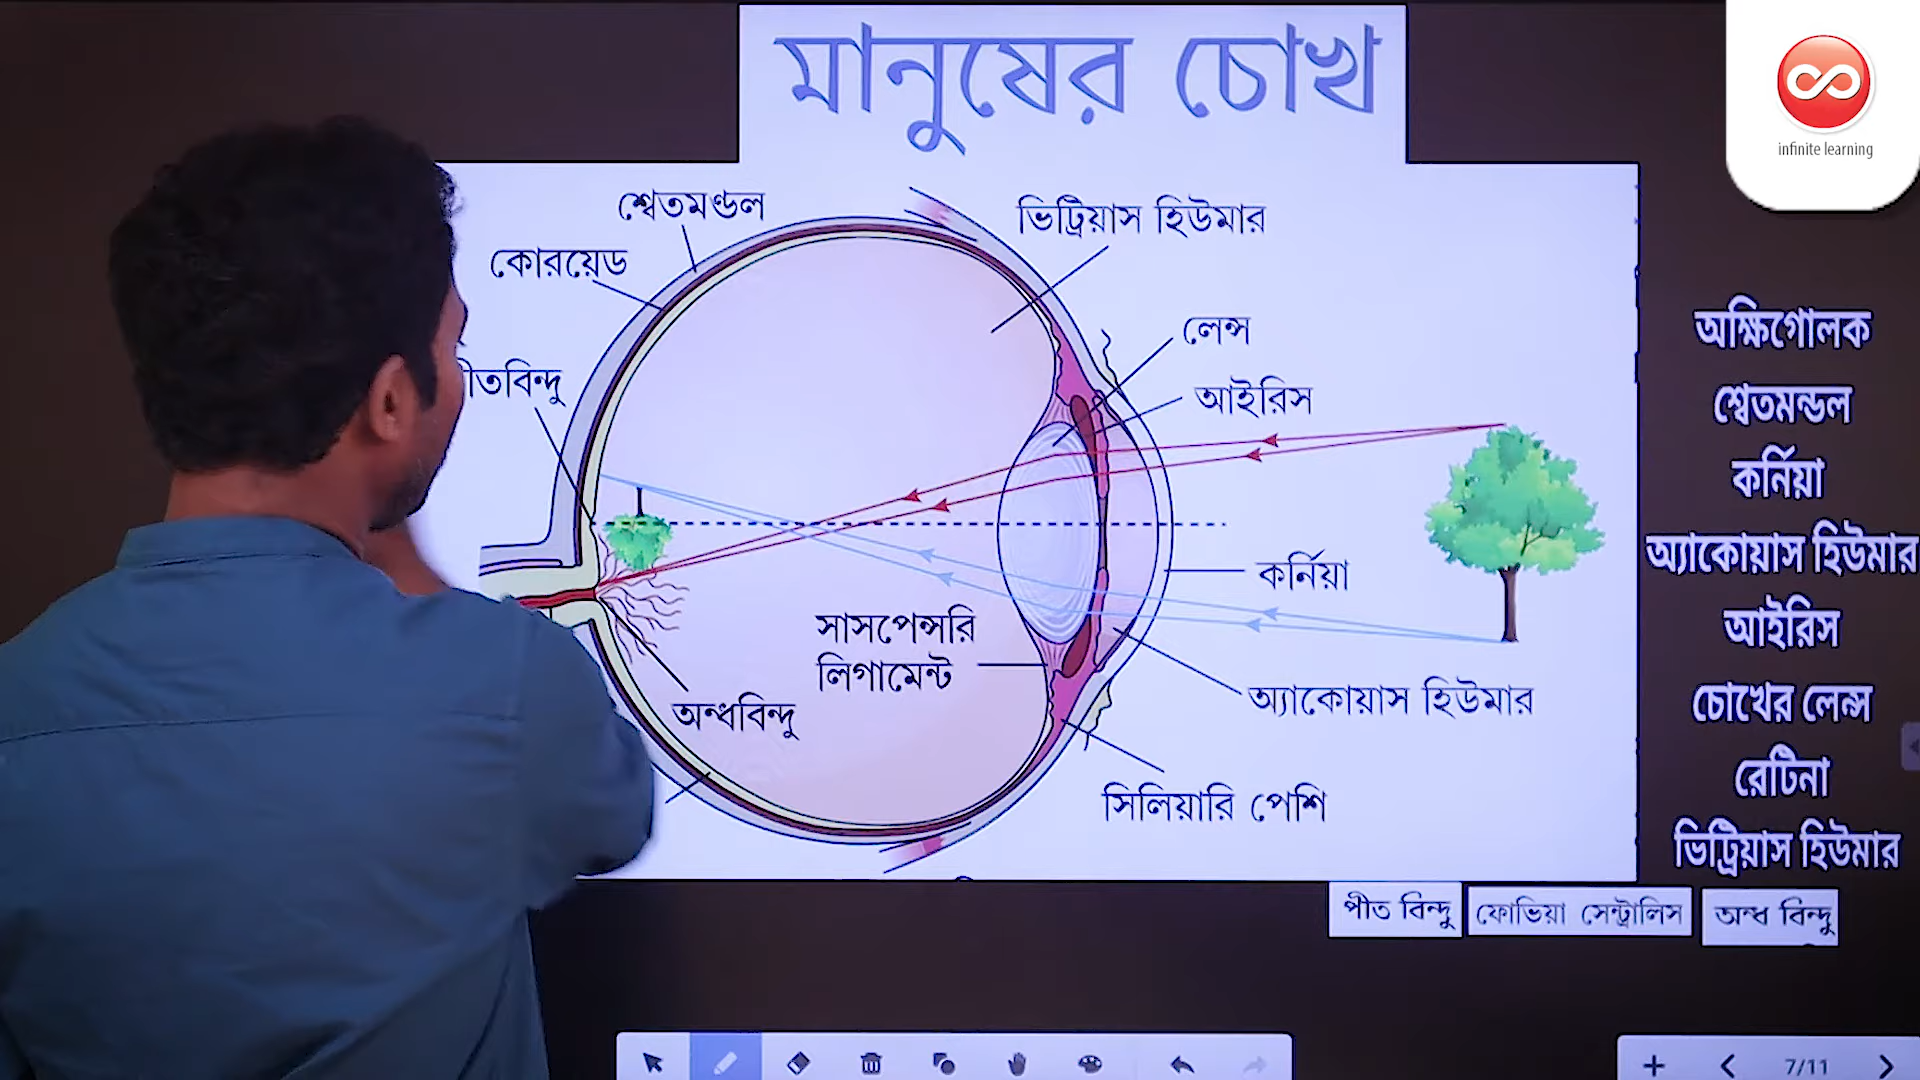 মানুষের চোখ
infinite learning
শ্বেতমণ্ডল
ভিট্রিয়াস হিউমার
কোরয়েড
লেন্স
আইরিস
কর্নিয়া
সাসপেন্সরি
লিগামেন্ট
অ্যাকোয়াস হিউমার
অন্ধবিন্দু
সিলিয়ারি পেশি
অক্ষিগোলক
শ্বেতমন্ডল
কর্নিয়া
অ্যাকোয়াস হিউমার
আইরিস
চোখের লেন্স
রেটিনা
ভিট্রিয়াস হিউমার
পীত বিন্দু
ফোভিয়া সেন্ট্রালিস
অন্ধ বিন্দু
7/11